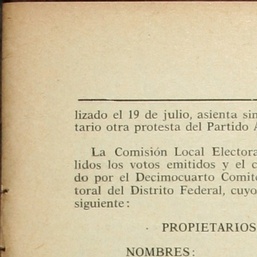 lizado el 19 de julio, asienta sin
tario otra protesta del Partido A
La Comisión Local Electora
lidos los votos emitidos y el c
do por el Decimocuarto Comité
toral del Distrito Federal, cuyo
siguiente:
PROPIETARIOS
NOMBRES: